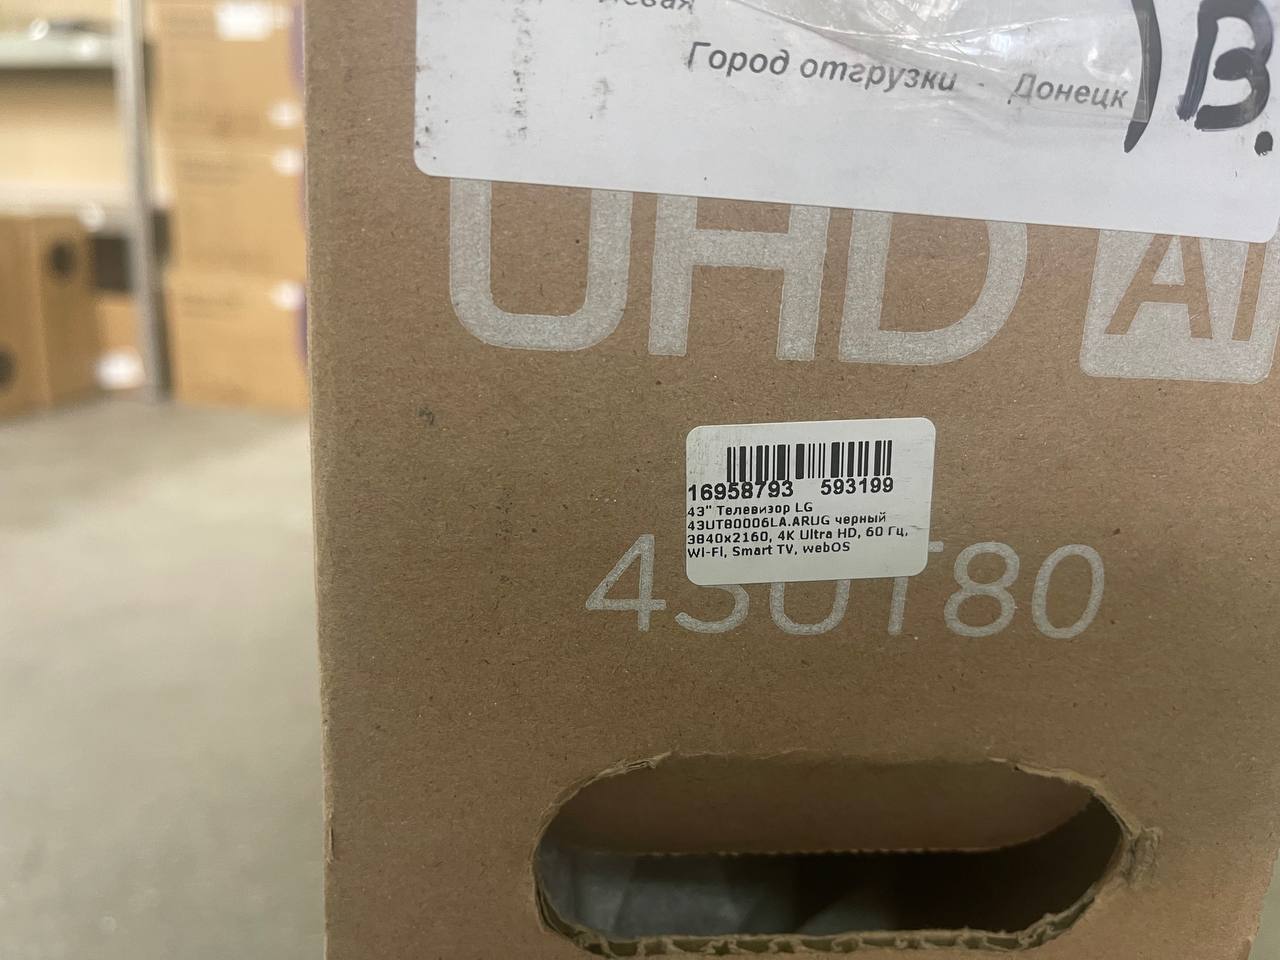 Город отгрузки - Донецк
)В.
UHD AI
16958793 593199
43" Телевизор LG
43UT80006LA.ARUG черный
3840x2160, 4K Ultra HD, 60 Гц,
Wi-Fi, Smart TV, webOS
43UT80